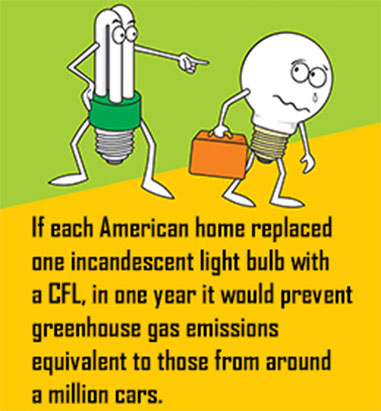 If each American home replaced
one incandescent light bulb with
a CFL, in one year it would prevent
greenhouse gas emissions
equivalent to those from around
a million cars.